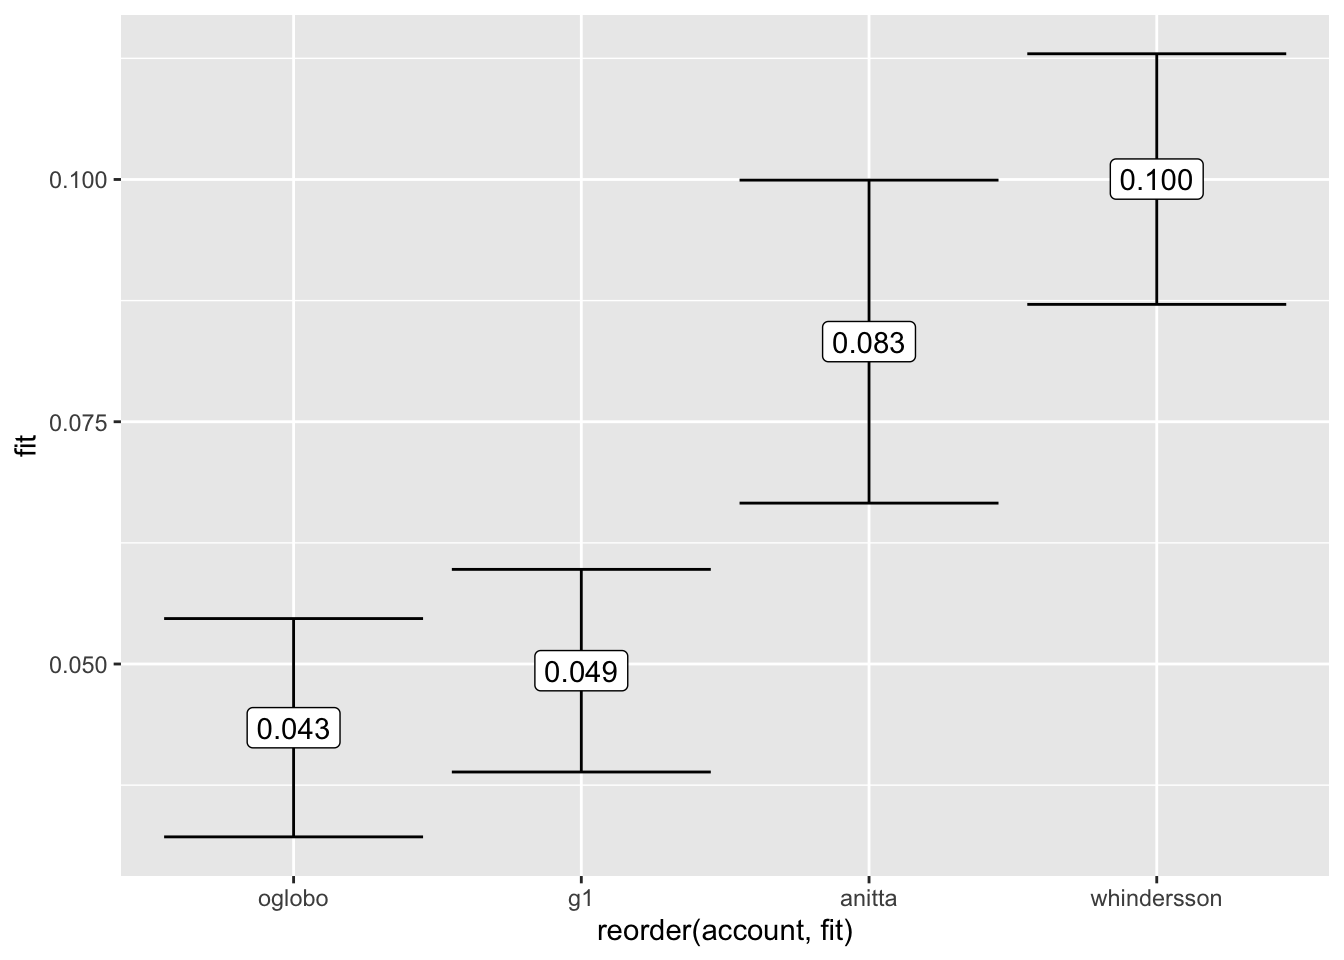 0.100
0.100
0.083
0.075
fit
0.050
0.049
0.043
oglobo
g1
anitta
whindersson
reorder(account, fit)